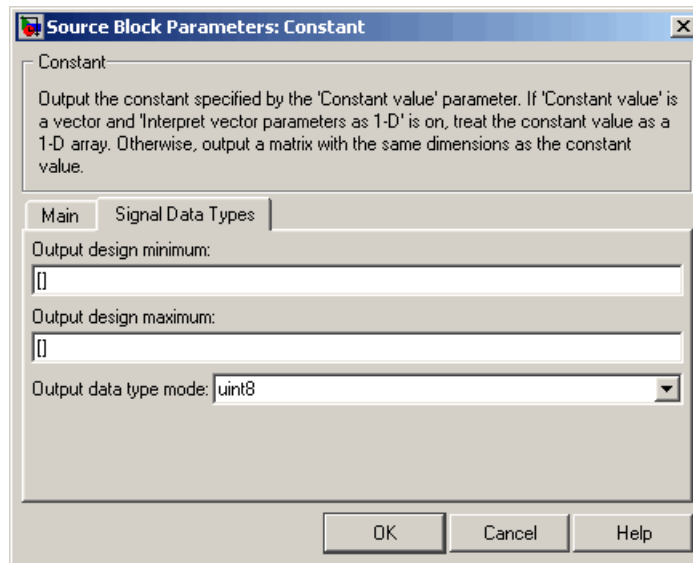 Source Block Parameters: Constant
Constant
Output the constant specified by the 'Constant value' parameter. If 'Constant value' is
a vector and 'Interpret vector parameters as 1-D' is on, treat the constant value as a
1-D array. Otherwise, output a matrix with the same dimensions as the constant
value.
Main Signal Data Types
Output design minimum:
[]
Output design maximum:
[]
Output data type mode: uint8
OK Cancel Help